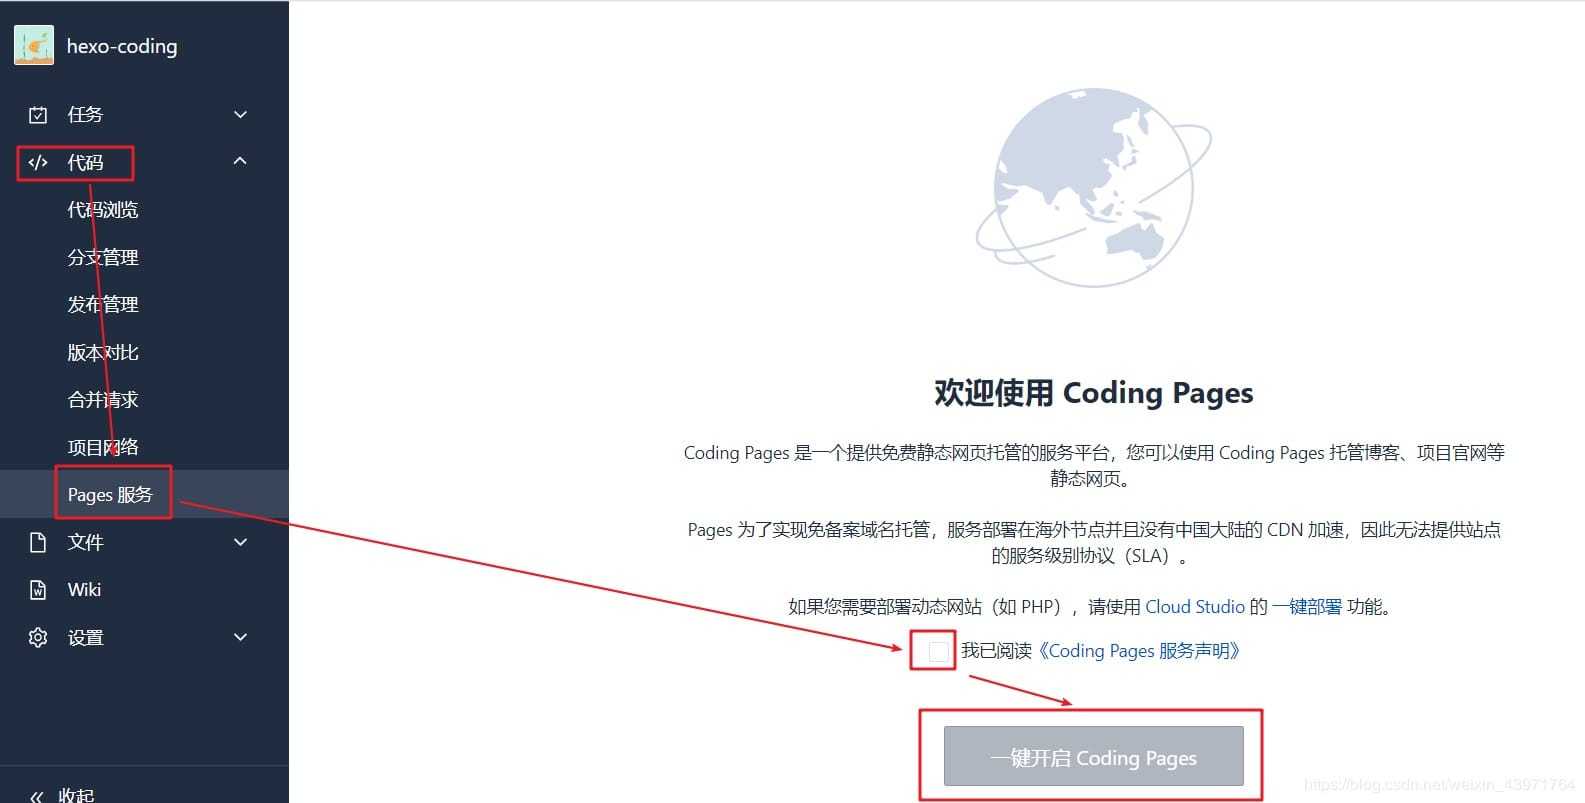 hexo-coding
任务
代码
代码浏览
分支管理
发布管理
版本对比
合并请求
项目网络
Pages 服务
文件
Wiki
设置
收起
欢迎使用 Coding Pages
Coding Pages 是一个提供免费静态网页托管的服务平台，您可以使用 Coding Pages 托管博客、项目官网等
静态网页。
Pages 为了实现免备案域名托管，服务部署在海外节点并且没有中国大陆的 CDN 加速，因此无法提供站点
的服务级别协议（SLA）。
如果您需要部署动态网站（如 PHP），请使用 Cloud Studio 的 一键部署 功能。
我已阅读《Coding Pages 服务声明》
一键开启 Coding Pages
https://blog.csdn.net/weixin_43971764